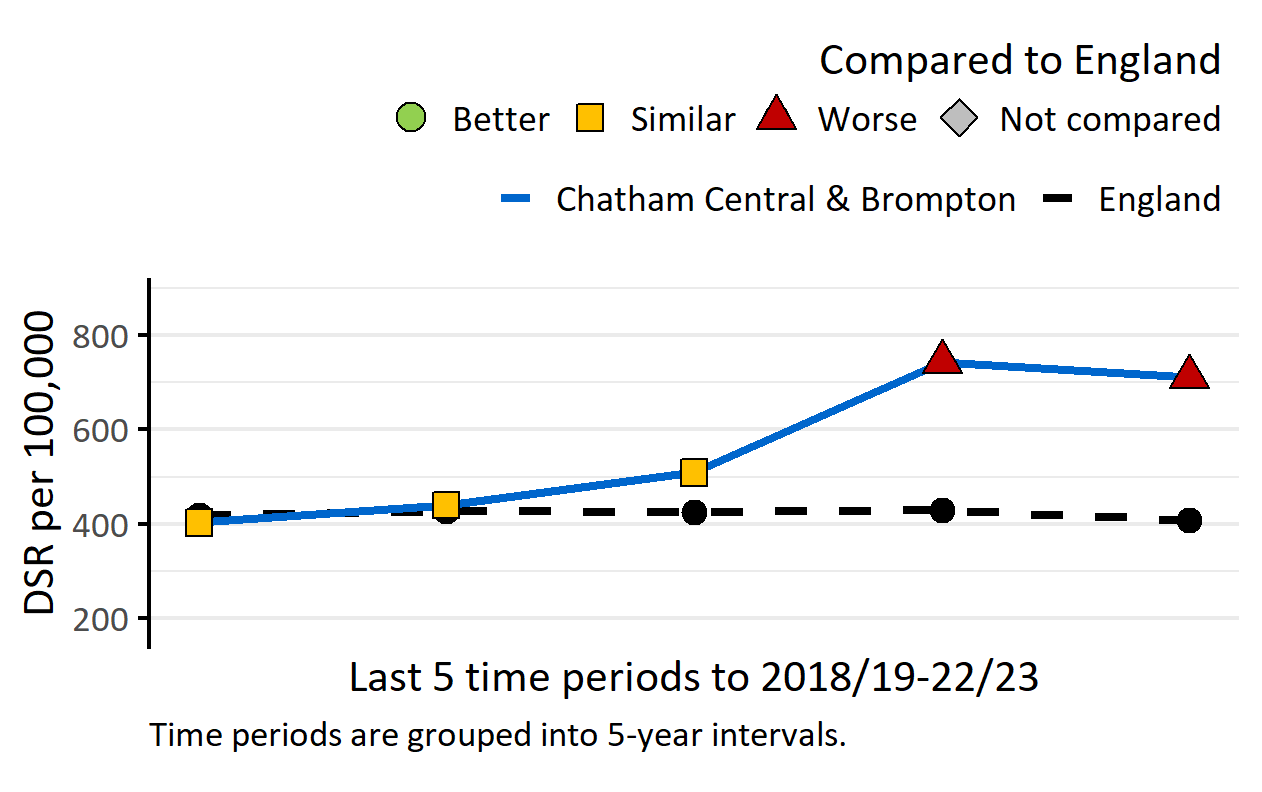 Compared to England
Better Similar Worse Not compared
Chatham Central & Brompton England
DSR per 100,000
800
600
400
200
Last 5 time periods to 2018/19-22/23
Time periods are grouped into 5-year intervals.